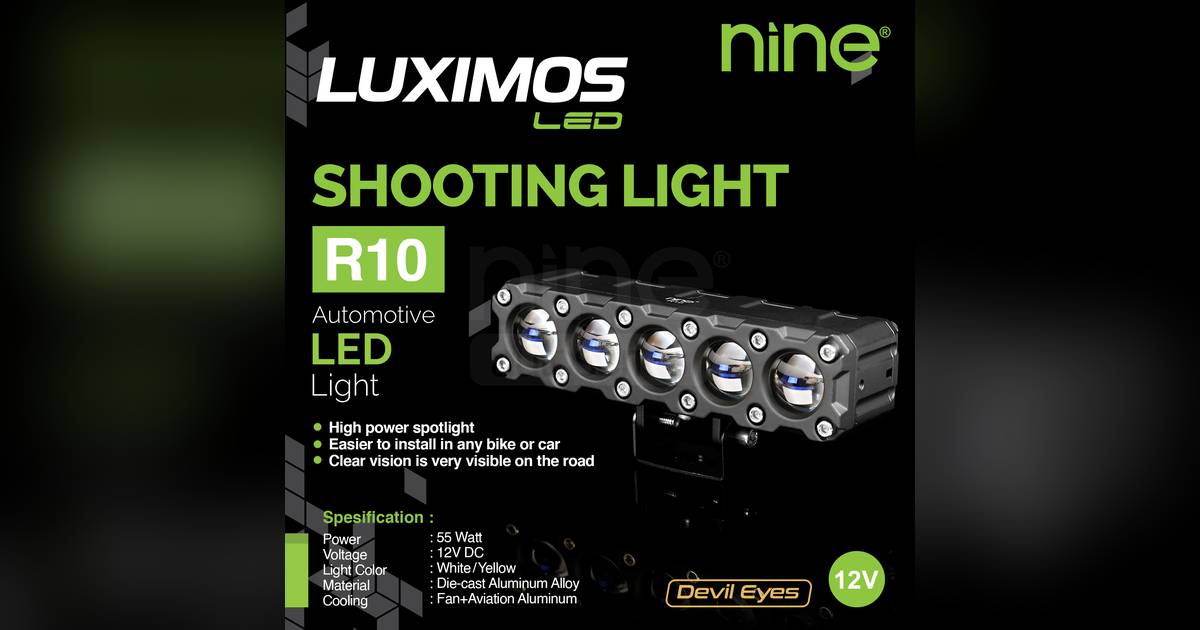 nine®
LUXIMOS
LED
SHOOTING LIGHT
R10
nine®
Automotive
LED
Light
High power spotlight
Easier to install in any bike or car
Clear vision is very visible on the road
Spesification :
Power : 55 Watt
Voltage : 12V DC
Light Color : White/Yellow
Material : Die-cast Aluminum Alloy
Cooling : Fan+Aviation Aluminum
Devil Eyes
12V